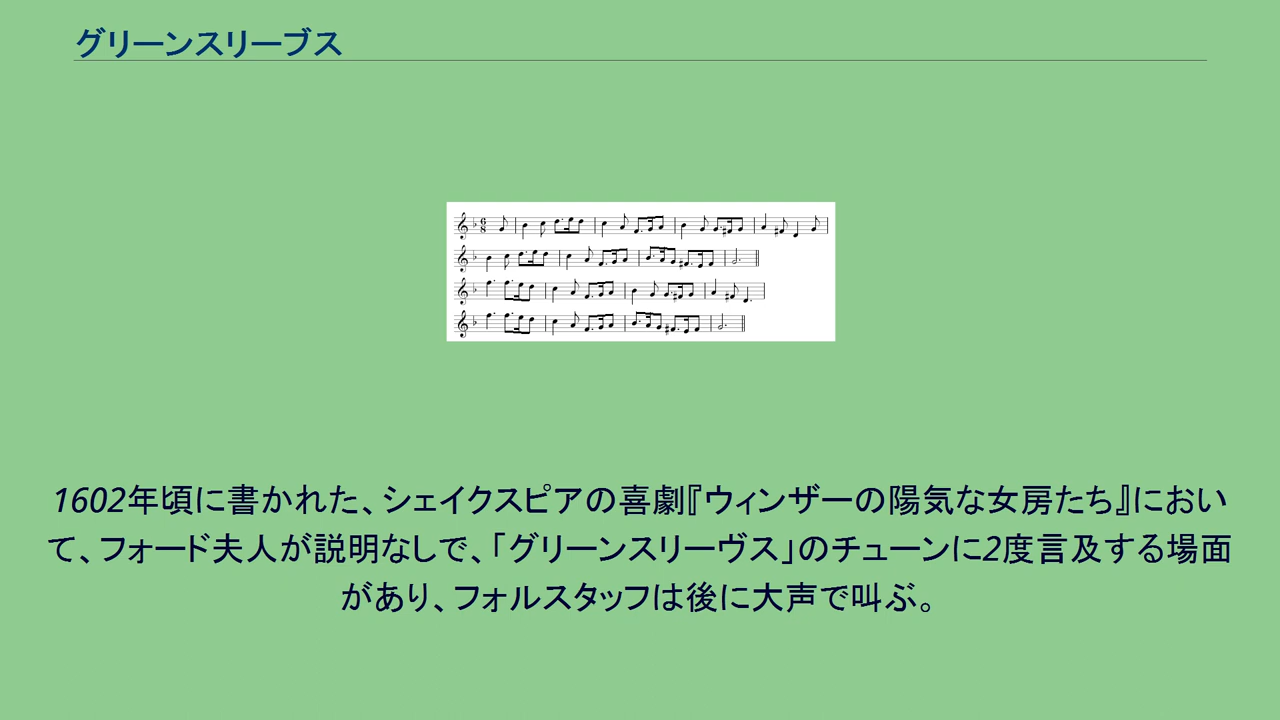 グリーンスリーブス
1602年頃に書かれた、シェイクスピアの喜劇『ウィンザーの陽気な女房たち』におい
て、フォード夫人が説明なしで、「グリーンスリーヴス」のチューンに2度言及する場面
があり、フォルスタッフは後に大声で叫ぶ。